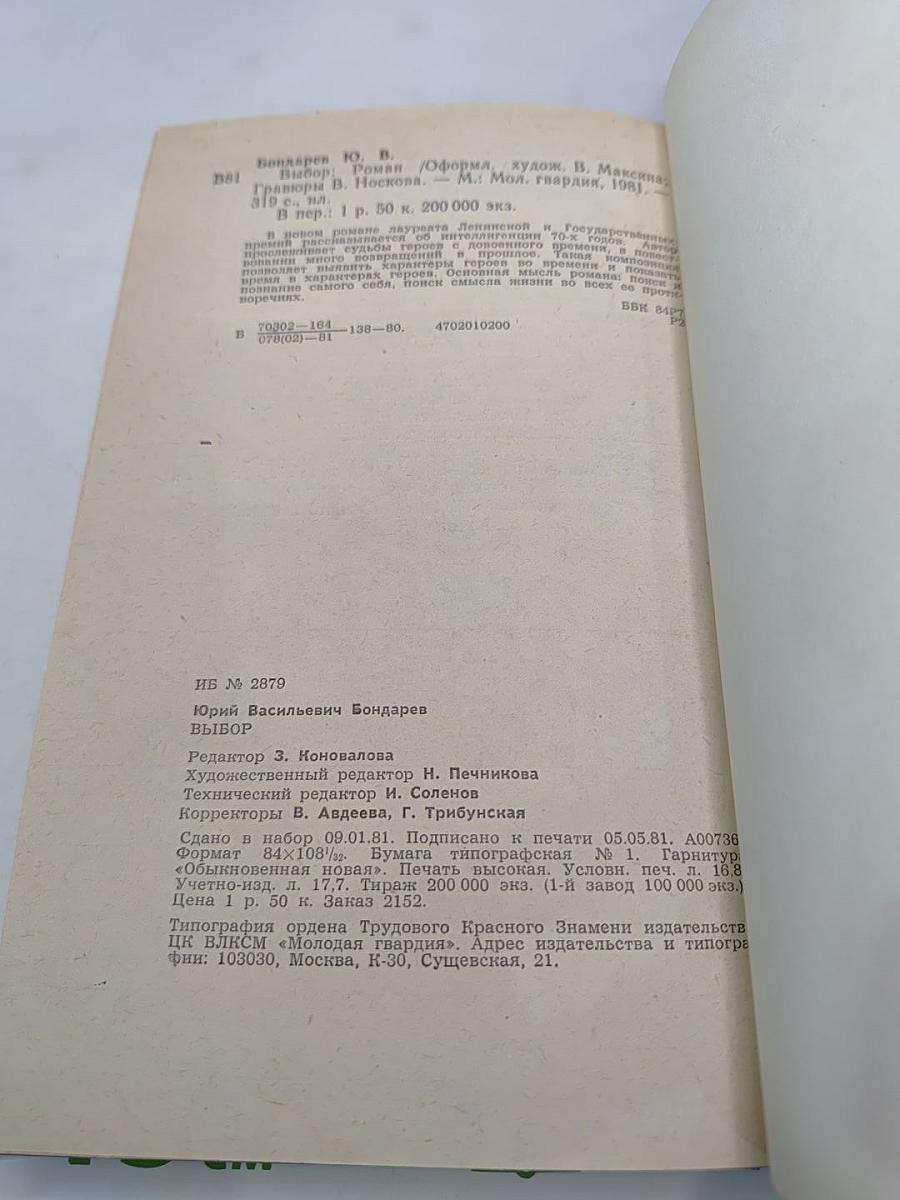 Бондарев Ю. В.
В81 Выбор: Роман /Оформл. худож. В. Максина;
Гравюры В. Носкова. — М.: Мол. гвардия, 1981. —
319 с., ил.
В пер.: 1 р. 50 к. 200 000 экз.
В новом романе лауреата Ленинской и Государственных
премий рассказывается об интеллигенции 70-х годов. Автор
прослеживает судьбы героев с довоенного времени, в повест-
вовании много возвращений в прошлое. Такая композиция
позволяет выявить характеры героев во времени и показать
время в характерах героев. Основная мысль романа: поиск и
познание самого себя, поиск смысла жизни во всех ее проти-
воречиях.
ББК 84Р7
Р2
Б 70302—164
078(02)—81 —138—80. 4702010200
ИБ № 2879
Юрий Васильевич Бондарев
ВЫБОР
Редактор З. Коновалова
Художественный редактор Н. Печникова
Технический редактор И. Соленов
Корректоры В. Авдеева, Г. Трибунская
Сдано в набор 09.01.81. Подписано к печати 05.05.81. А00736
Формат 84×108¹/₃₂. Бумага типографская № 1. Гарнитур
«Обыкновенная новая». Печать высокая. Условн. печ. л. 16,8
Учетно-изд. л. 17,7. Тираж 200 000 экз. (1-й завод 100 000 экз.)
Цена 1 р. 50 к. Заказ 2152.
Типография ордена Трудового Красного Знамени издательств
ЦК ВЛКСМ «Молодая гвардия». Адрес издательства и типогра
фии: 103030, Москва, К-30, Сущевская, 21.
см